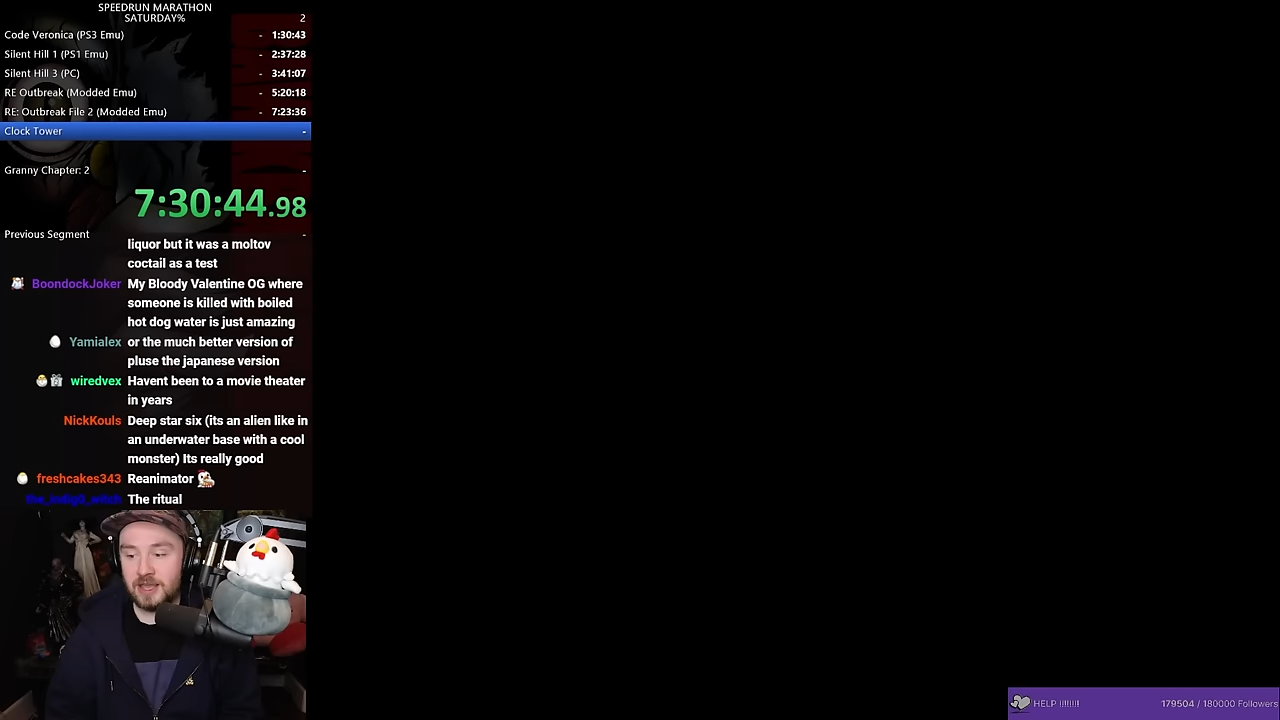 SPEEDRUN MARATHON
SATURDAY%
2
Code Veronica (PS3 Emu) - 1:30:43
Silent Hill 1 (PS1 Emu) - 2:37:28
Silent Hill 3 (PC) - 3:41:07
RE Outbreak (Modded Emu) - 5:20:18
RE: Outbreak File 2 (Modded Emu) - 7:23:36
Clock Tower -
Granny Chapter: 2 -
7:30:44.98
Previous Segment -
liquor but it was a moltov
coctail as a test
BoondockJoker My Bloody Valentine OG where
someone is killed with boiled
hot dog water is just amazing
Yamialex or the much better version of
pluse the japanese version
wiredvex Havent been to a movie theater
in years
NickKouls Deep star six (its an alien like in
an underwater base with a cool
monster) Its really good
freshcakes343 Reanimator
The ritual
HELP !!!!!!! 179504 / 180000 Followers